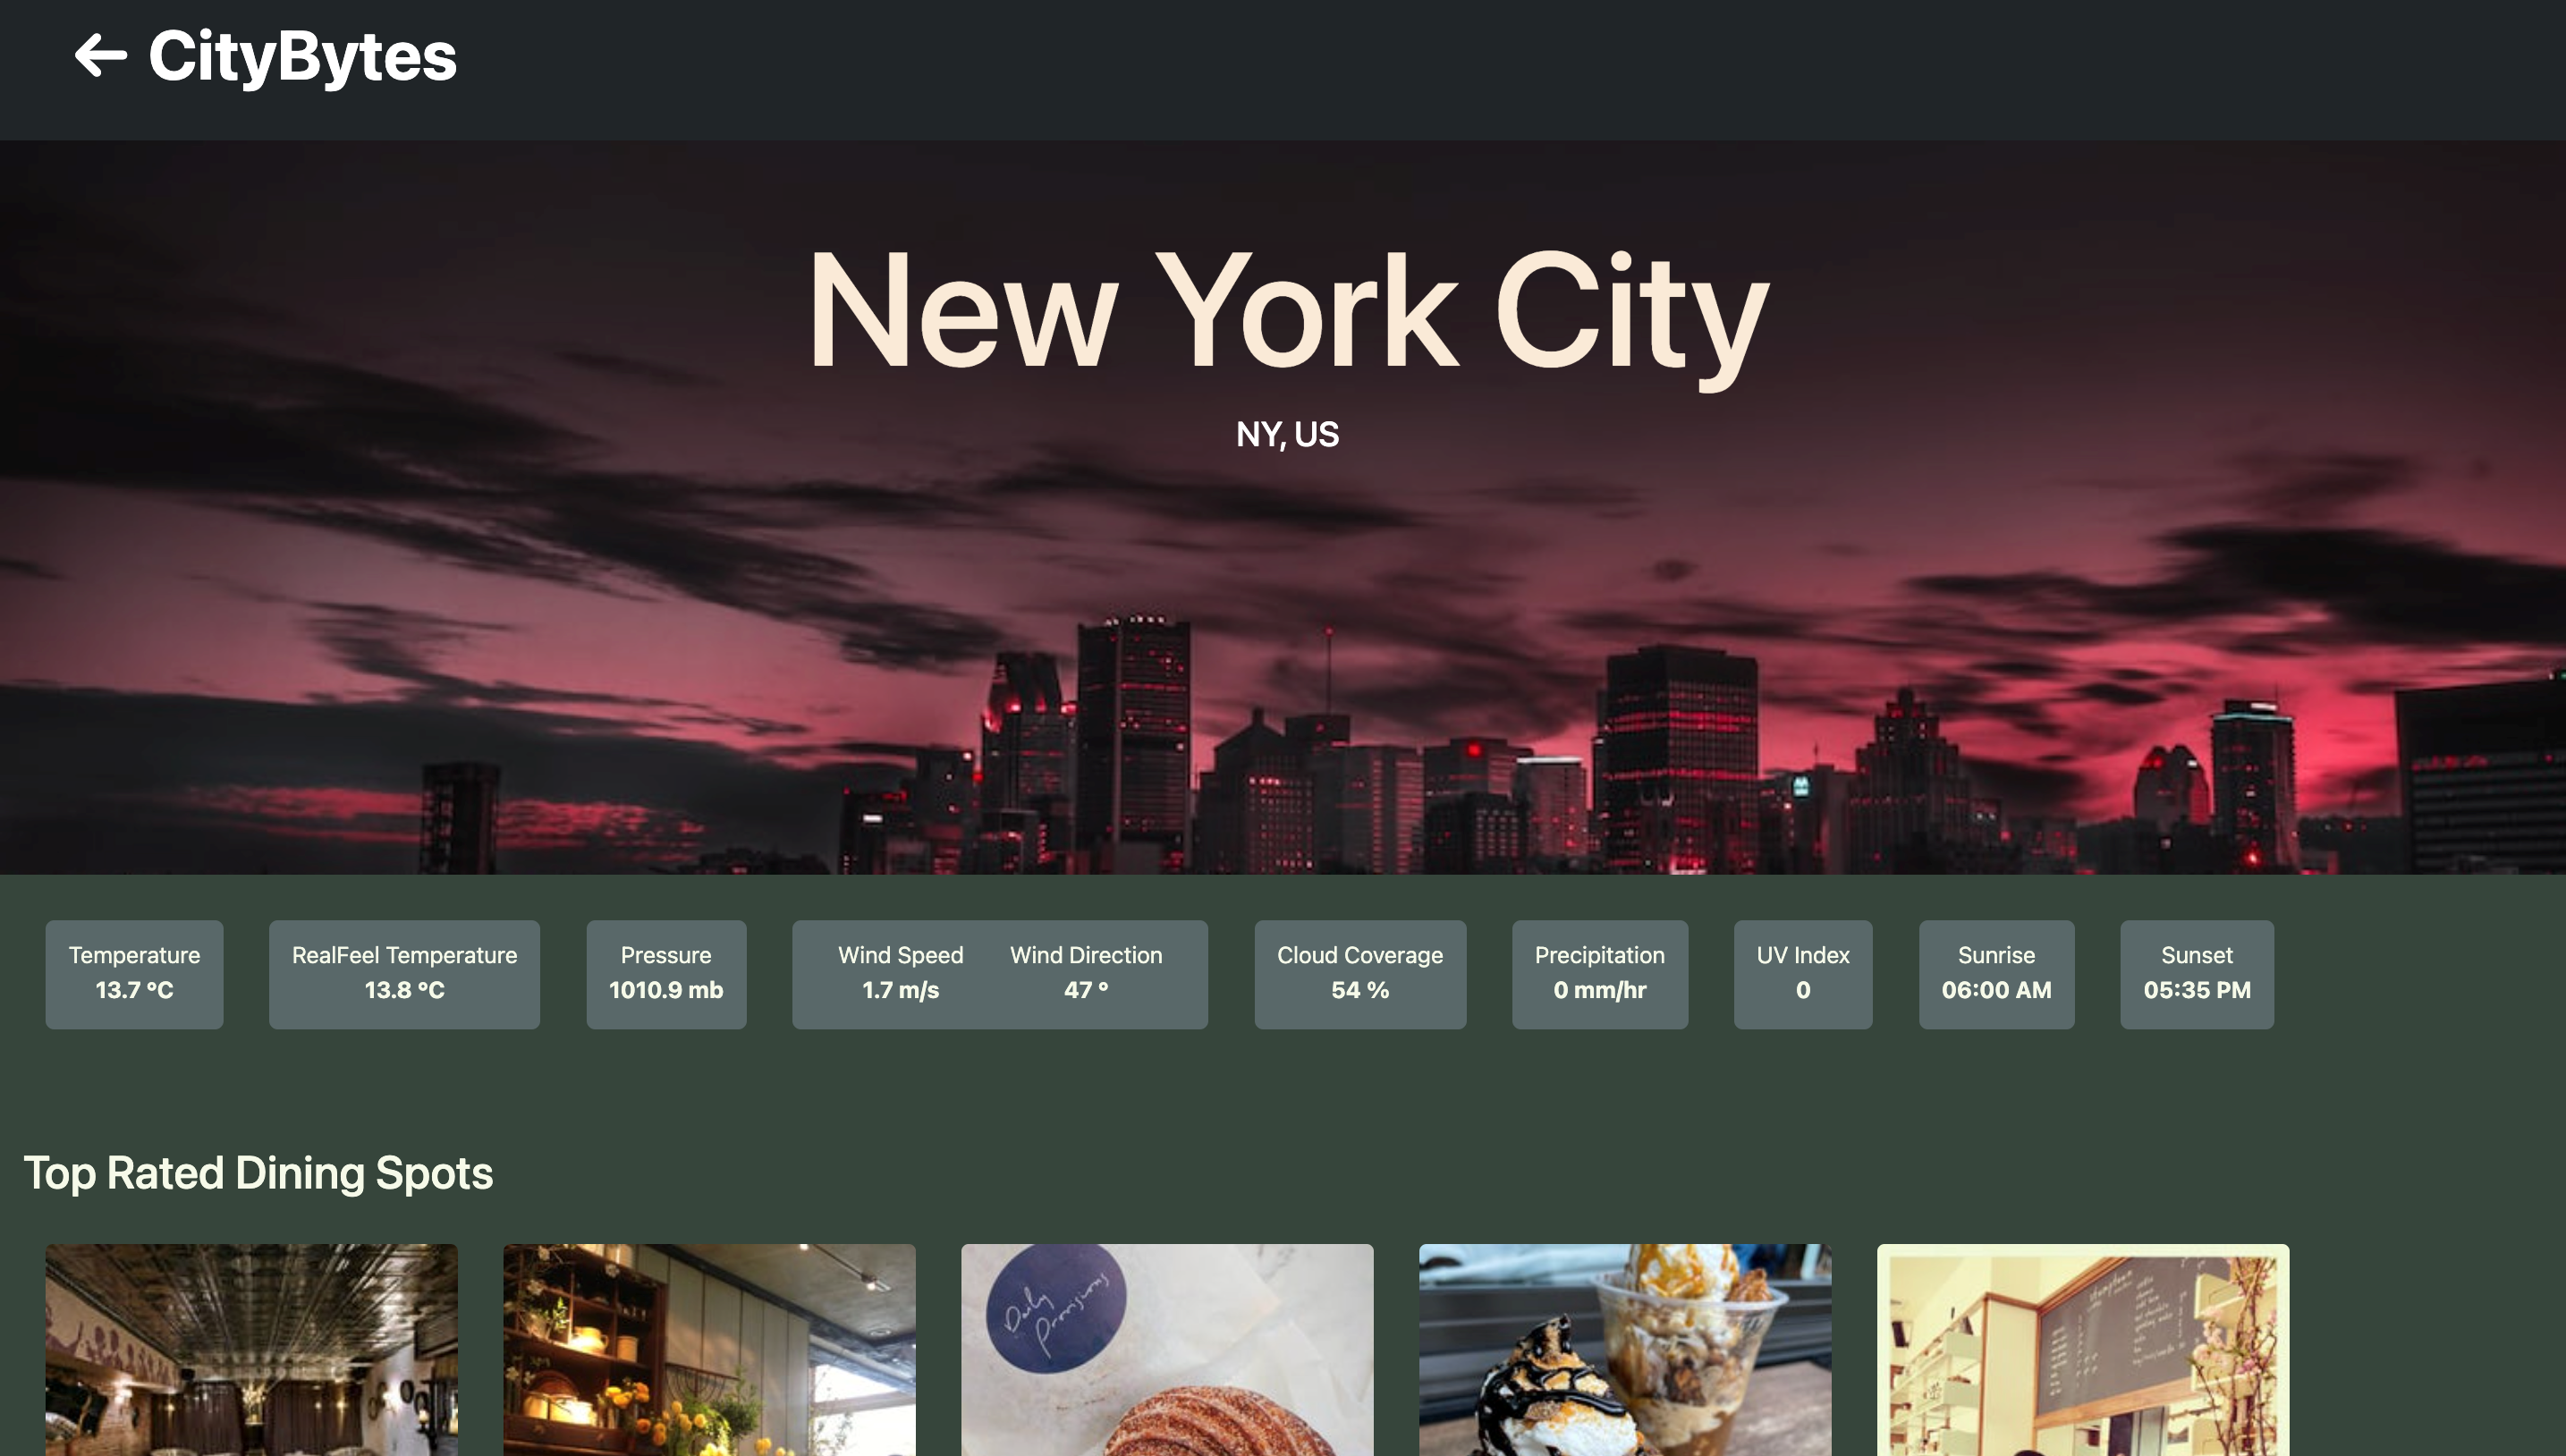 CityBytes
New York City
NY, US
Temperature
13.7 °C
RealFeel Temperature
13.8 °C
Pressure
1010.9 mb
Wind Speed
1.7 m/s
Wind Direction
47 °
Cloud Coverage
54 %
Precipitation
0 mm/hr
UV Index
0
Sunrise
06:00 AM
Sunset
05:35 PM
Top Rated Dining Spots
Daily
Provisions